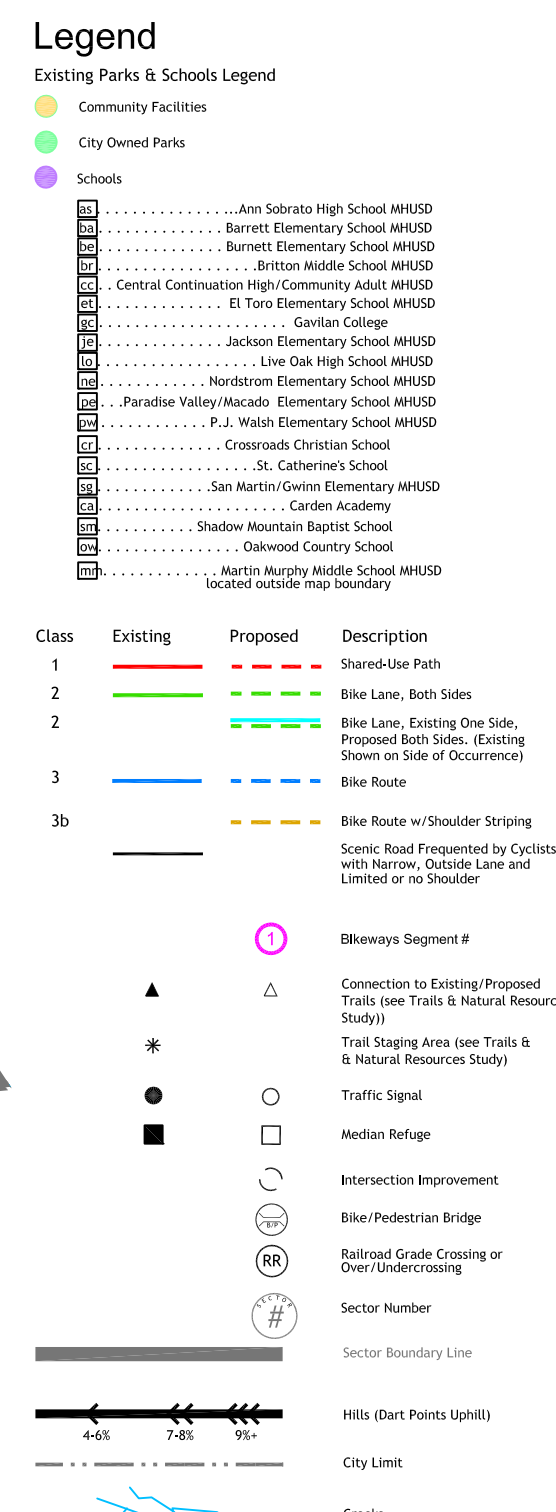 Legend
Existing Parks & Schools Legend
Community Facilities
City Owned Parks
Schools
as. . . . . . . . . . . . . . . ...Ann Sobrato High School MHUSD
ba. . . . . . . . . . . . . . Barrett Elementary School MHUSD
be. . . . . . . . . . . . . . Burnett Elementary School MHUSD
br. . . . . . . . . . . . . . . . . .Britton Middle School MHUSD
cc. . Central Continuation High/Community Adult MHUSD
et. . . . . . . . . . . . . . El Toro Elementary School MHUSD
gc. . . . . . . . . . . . . . . . . . . . . Gavilan College
je. . . . . . . . . . . . . . Jackson Elementary School MHUSD
lo. . . . . . . . . . . . . . . . . . Live Oak High School MHUSD
ne. . . . . . . . . . . . Nordstrom Elementary School MHUSD
pe. . .Paradise Valley/Macado Elementary School MHUSD
pw. . . . . . . . . . . . P.J. Walsh Elementary School MHUSD
cr. . . . . . . . . . . . . . Crossroads Christian School
sc. . . . . . . . . . . . . . . . . .St. Catherine's School
sg. . . . . . . . . . . . .San Martin/Gwinn Elementary MHUSD
ca. . . . . . . . . . . . . . . . . . . . . Carden Academy
sm. . . . . . . . . . . Shadow Mountain Baptist School
ow. . . . . . . . . . . . . . . . Oakwood Country School
mm. . . . . . . . . . . . . Martin Murphy Middle School MHUSD
located outside map boundary
Class Existing Proposed Description
1 Shared-Use Path
2 Bike Lane, Both Sides
2 Bike Lane, Existing One Side,
Proposed Both Sides. (Existing
Shown on Side of Occurrence)
3 Bike Route
3b Bike Route w/Shoulder Striping
Scenic Road Frequented by Cyclists
with Narrow, Outside Lane and
Limited or no Shoulder
1 Bikeways Segment #
Connection to Existing/Proposed
Trails (see Trails & Natural Resourc
Study))
Trail Staging Area (see Trails &
& Natural Resources Study)
Traffic Signal
Median Refuge
Intersection Improvement
B/P Bike/Pedestrian Bridge
RR Railroad Grade Crossing or
Over/Undercrossing
SECTOR # Sector Number
Sector Boundary Line
Hills (Dart Points Uphill)
4-6% 7-8% 9%+
City Limit